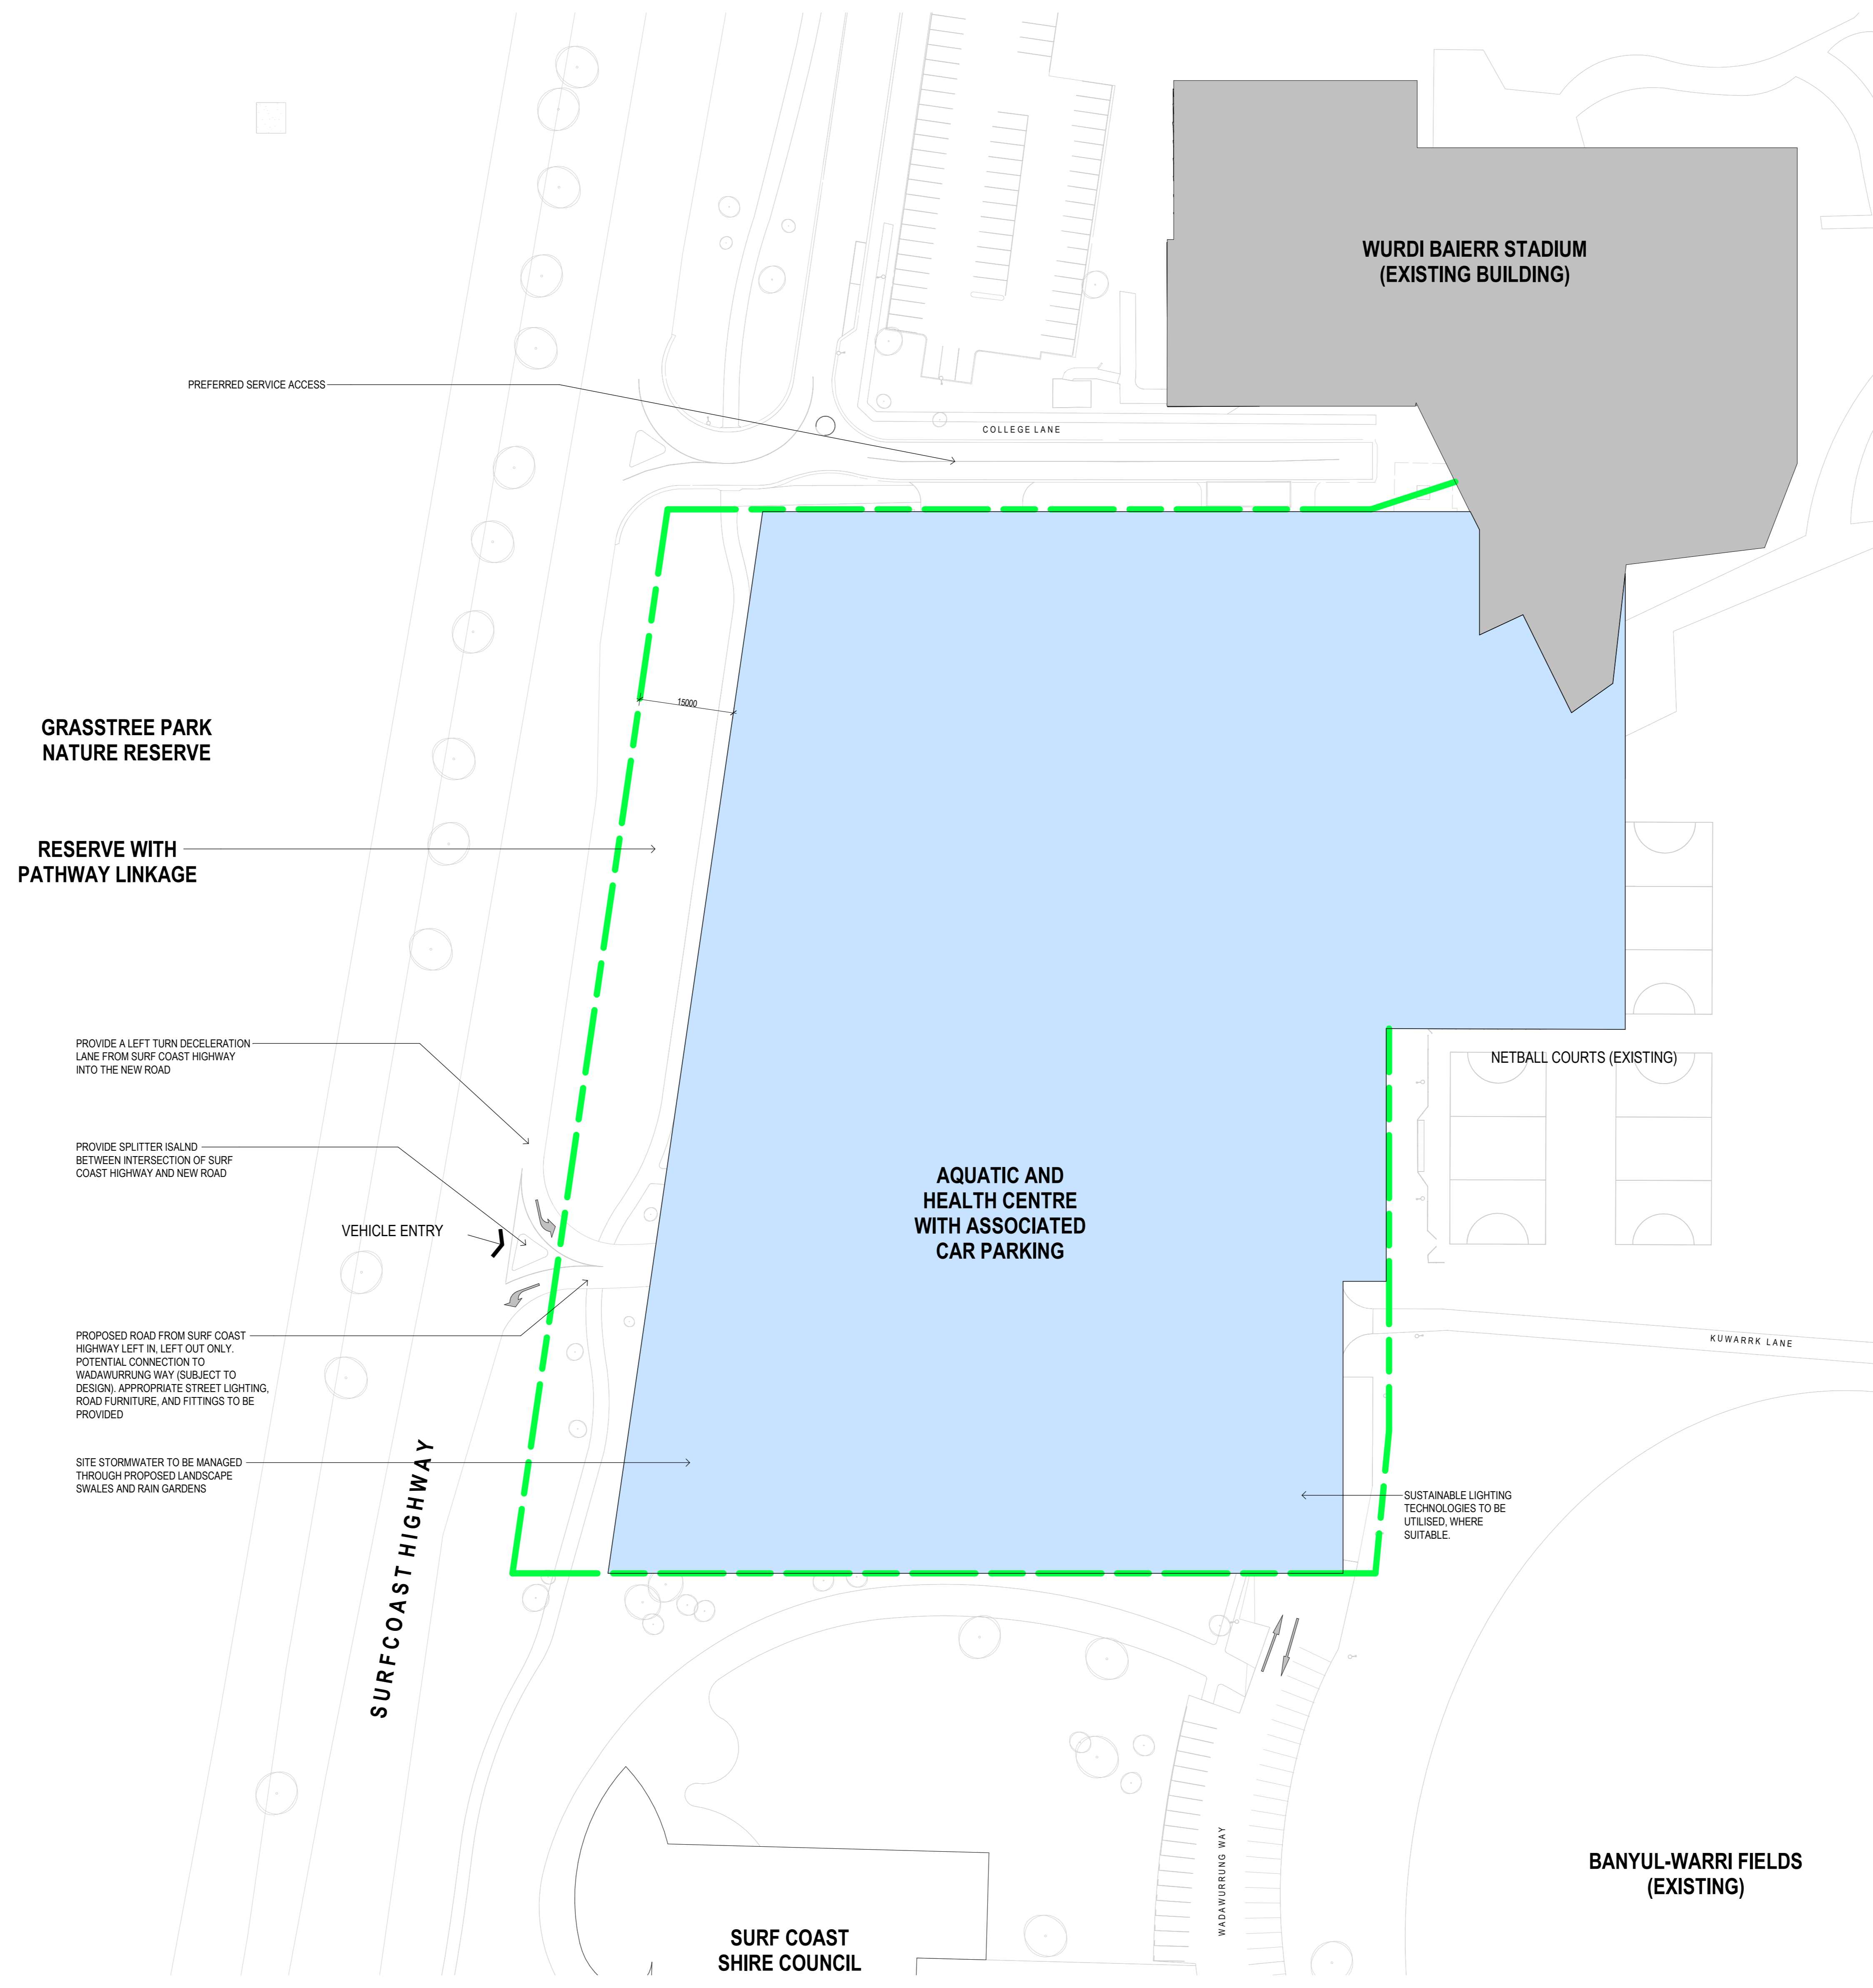 WURDI BAIERR STADIUM
(EXISTING BUILDING)
PREFERRED SERVICE ACCESS
COLLEGE LANE
15000
GRASSTREE PARK
NATURE RESERVE
RESERVE WITH
PATHWAY LINKAGE
PROVIDE A LEFT TURN DECELERATION
LANE FROM SURF COAST HIGHWAY
INTO THE NEW ROAD
NETBALL COURTS (EXISTING)
PROVIDE SPLITTER ISALND
BETWEEN INTERSECTION OF SURF
COAST HIGHWAY AND NEW ROAD
VEHICLE ENTRY
AQUATIC AND
HEALTH CENTRE
WITH ASSOCIATED
CAR PARKING
PROPOSED ROAD FROM SURF COAST
HIGHWAY LEFT IN, LEFT OUT ONLY.
POTENTIAL CONNECTION TO
WADAWURRUNG WAY (SUBJECT TO
DESIGN). APPROPRIATE STREET LIGHTING,
ROAD FURNITURE, AND FITTINGS TO BE
PROVIDED
KUWARRK LANE
SITE STORMWATER TO BE MANAGED
THROUGH PROPOSED LANDSCAPE
SWALES AND RAIN GARDENS
SURFCOAST HIGHWAY
SUSTAINABLE LIGHTING
TECHNOLOGIES TO BE
UTILISED, WHERE
SUITABLE.
WADAWURRUNG WAY
BANYUL-WARRI FIELDS
(EXISTING)
SURF COAST
SHIRE COUNCIL